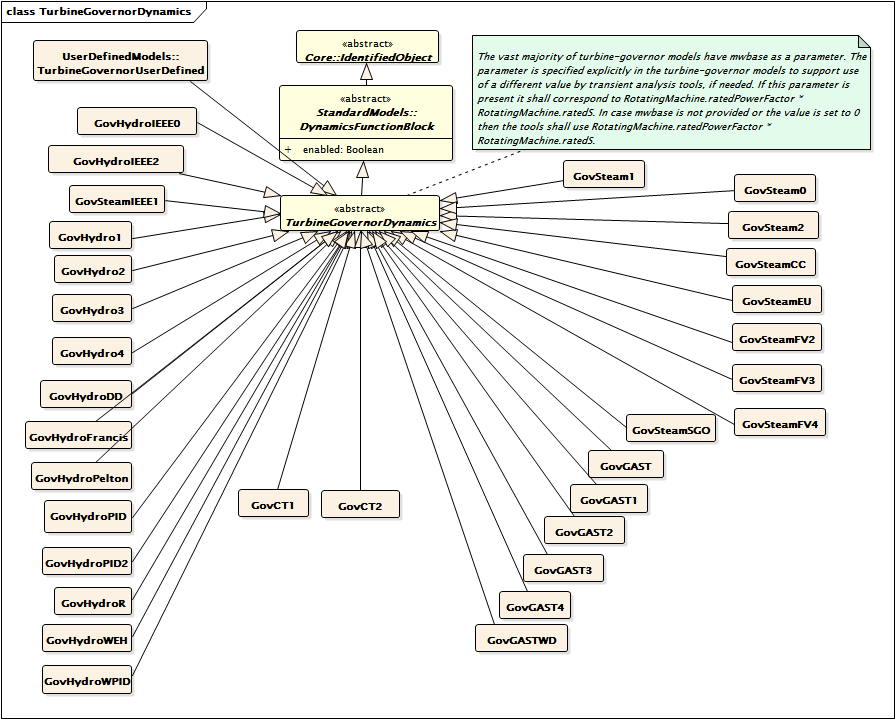 class TurbineGovernorDynamics
UserDefinedModels::
TurbineGovernorUserDefined
«abstract»
Core::IdentifiedObject
«abstract»
StandardModels::
DynamicsFunctionBlock
+ enabled: Boolean
The vast majority of turbine-governor models have mwbase as a parameter. The
parameter is specified explicitly in the turbine-governor models to support use
of a different value by transient analysis tools, if needed. If this parameter is
present it shall correspond to RotatingMachine.ratedPowerFactor *
RotatingMachine.ratedS. In case mwbase is not provided or the value is set to 0
then the tools shall use RotatingMachine.ratedPowerFactor *
RotatingMachine.ratedS.
«abstract»
TurbineGovernorDynamics
GovHydroIEEE0
GovHydroIEEE2
GovSteamIEEE1
GovHydro1
GovHydro2
GovHydro3
GovHydro4
GovHydroDD
GovHydroFrancis
GovHydroPelton
GovHydroPID
GovHydroPID2
GovHydroR
GovHydroWEH
GovHydroWPID
GovCT1
GovCT2
GovSteam1
GovSteam0
GovSteam2
GovSteamCC
GovSteamEU
GovSteamFV2
GovSteamFV3
GovSteamFV4
GovSteamSGO
GovGAST
GovGAST1
GovGAST2
GovGAST3
GovGAST4
GovGASTWD